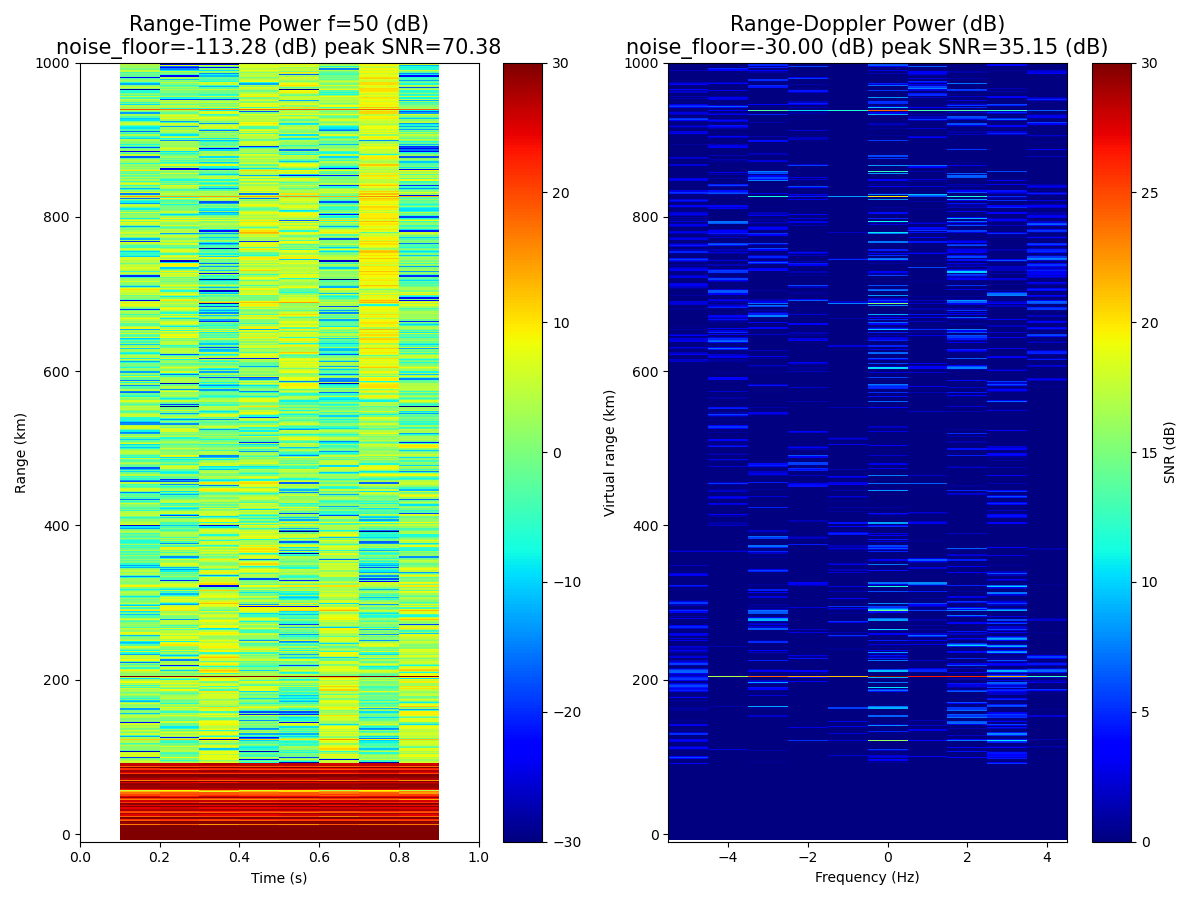 Range-Time Power f=50 (dB)
noise_floor=-113.28 (dB) peak SNR=70.38
1000
800
600
400
200
0
Range (km)
0.0 0.2 0.4 0.6 0.8 1.0
Time (s)
30
20
10
0
−10
−20
−30
Range-Doppler Power (dB)
noise_floor=-30.00 (dB) peak SNR=35.15 (dB)
1000
800
600
400
200
0
Virtual range (km)
−4 −2 0 2 4
Frequency (Hz)
30
25
20
15
10
5
0
SNR (dB)